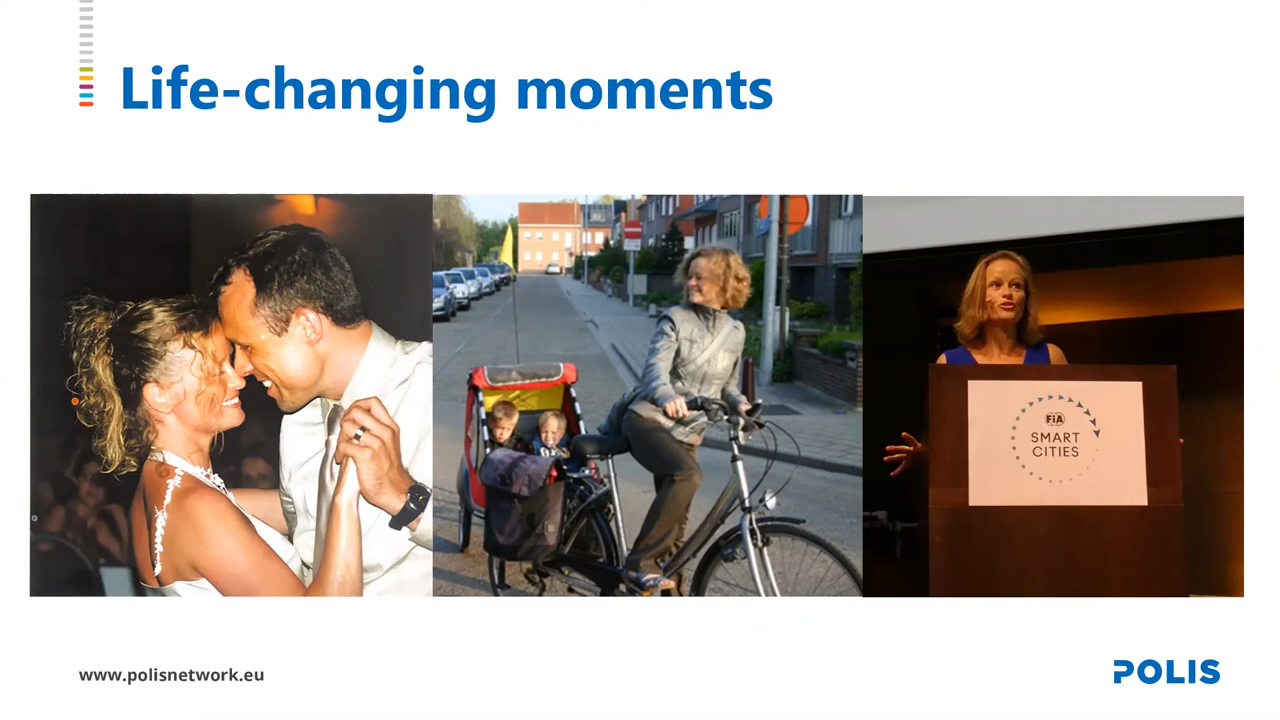 Life-changing moments
FiA
SMART
CITIES
www.polisnetwork.eu
POLIS